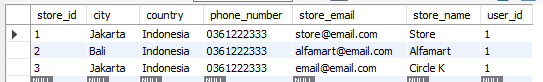 store_id city country phone_number store_email store_name user_id
1 Jakarta Indonesia 0361222333 store@email.com Store 1
2 Bali Indonesia 0361222333 alfamart@email.com Alfamart 1
3 Jakarta Indonesia 0361222333 email@email.com Circle K 1
NULL NULL NULL NULL NULL NULL NULL